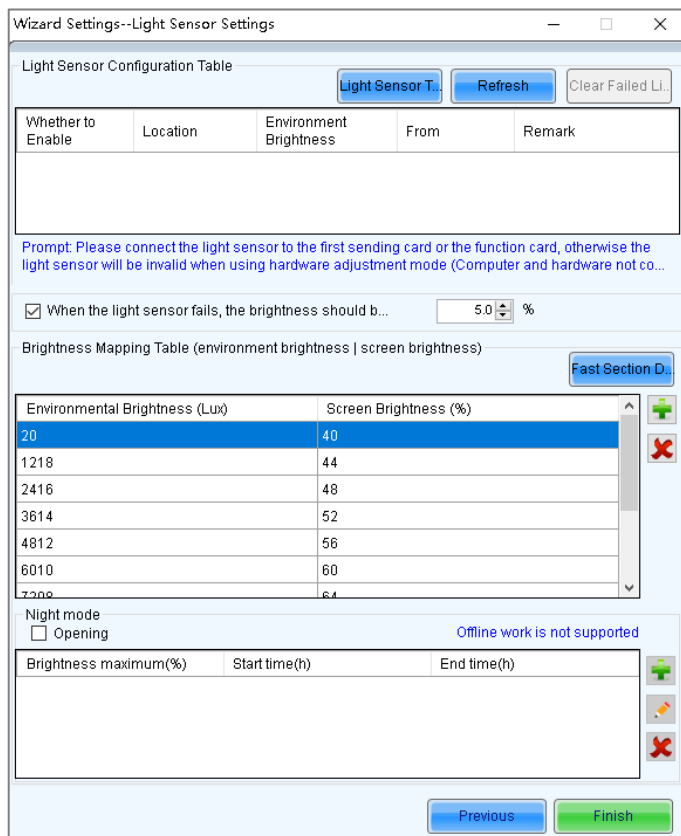 Wizard Settings--Light Sensor Settings
Light Sensor Configuration Table
Light Sensor T... Refresh Clear Failed Li...
Whether to Enable Location Environment Brightness From Remark
Prompt: Please connect the light sensor to the first sending card or the function card, otherwise the
light sensor will be invalid when using hardware adjustment mode (Computer and hardware not co...
When the light sensor fails, the brightness should b... 5.0 %
Brightness Mapping Table (environment brightness | screen brightness)
Fast Section D...
Environmental Brightness (Lux) Screen Brightness (%)
20 40
1218 44
2416 48
3614 52
4812 56
6010 60
7208 64
Night mode
Opening Offline work is not supported
Brightness maximum(%) Start time(h) End time(h)
Previous Finish